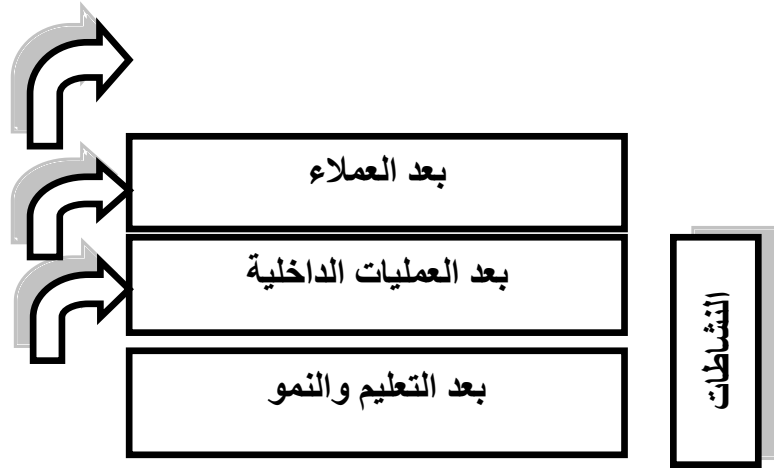 بعد العملاء
بعد العمليات الداخلية
بعد التعليم والنمو
النشاطات